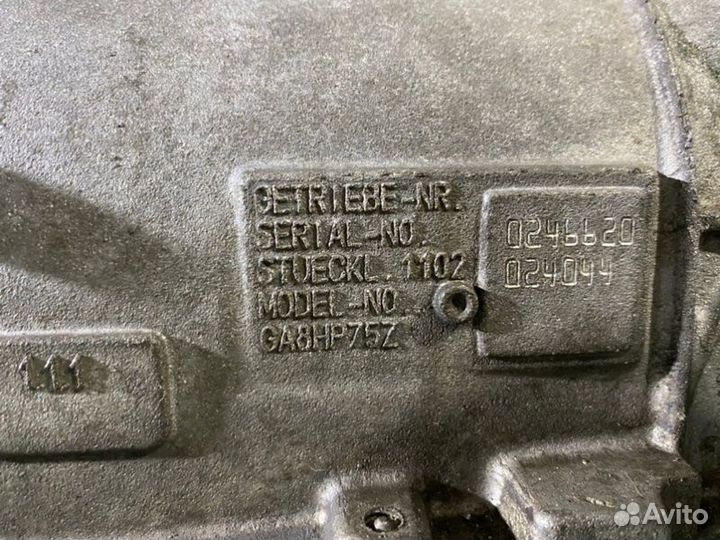 GETRIEBE-NR.
SERIAL-NO.
0246620
STUECKL.1102
024044
MODEL-NO.
GA8HP75Z
111
Avito